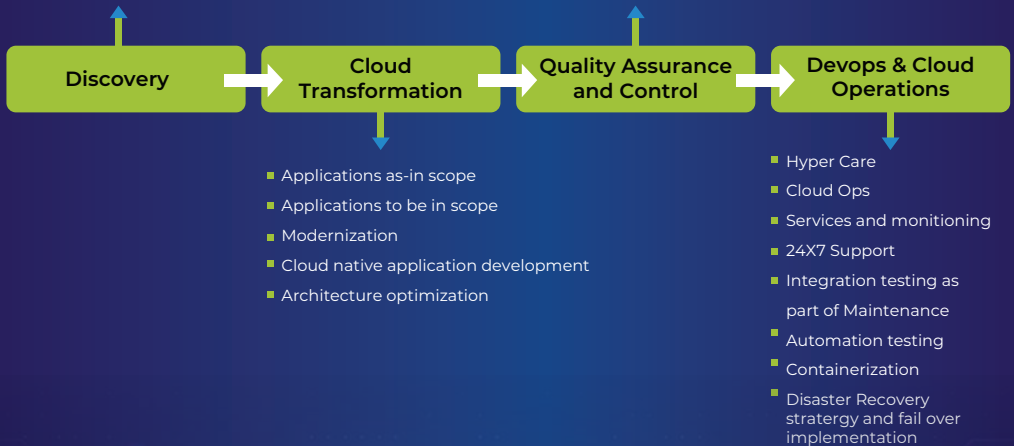 Discovery
Cloud
Transformation
Quality Assurance
and Control
Devops & Cloud
Operations
Applications as-in scope
Applications to be in scope
Modernization
Cloud native application development
Architecture optimization
Hyper Care
Cloud Ops
Services and monitioning
24X7 Support
Integration testing as
part of Maintenance
Automation testing
Containerization
Disaster Recovery
stratergy and fail over
implementation